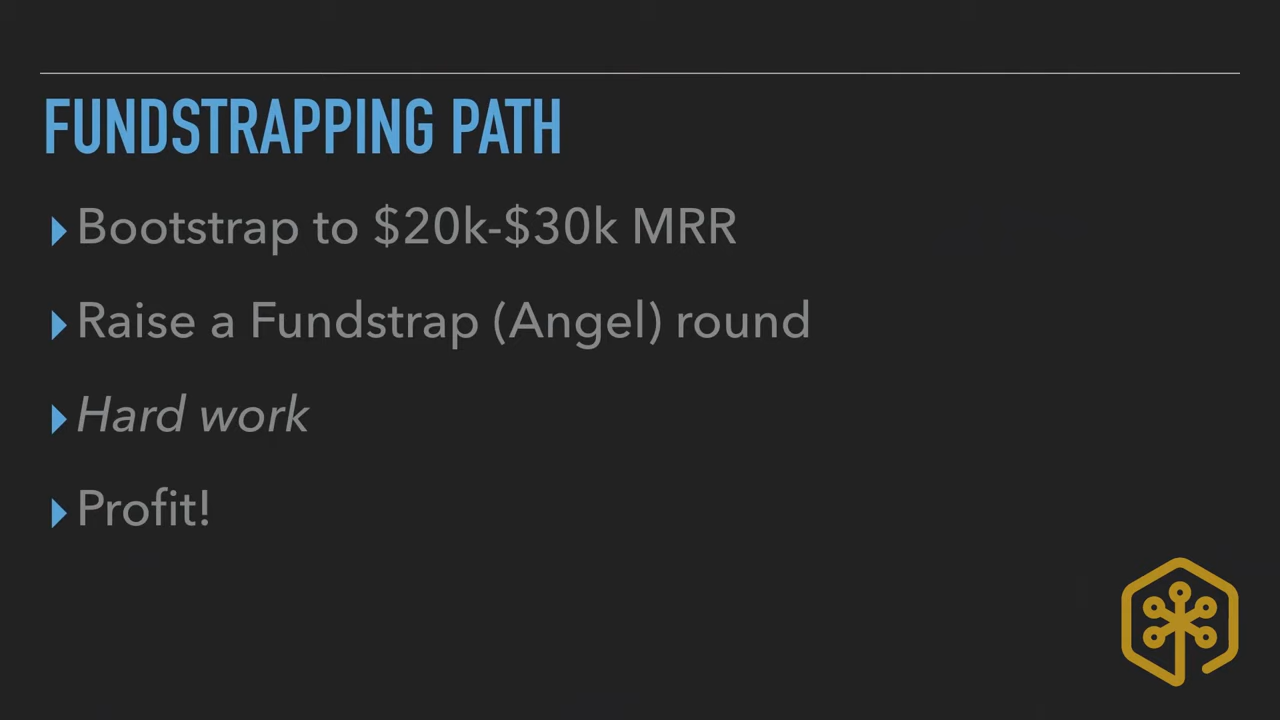 FUNDSTRAPPING PATH
Bootstrap to $20k-$30k MRR
Raise a Fundstrap (Angel) round
Hard work
Profit!